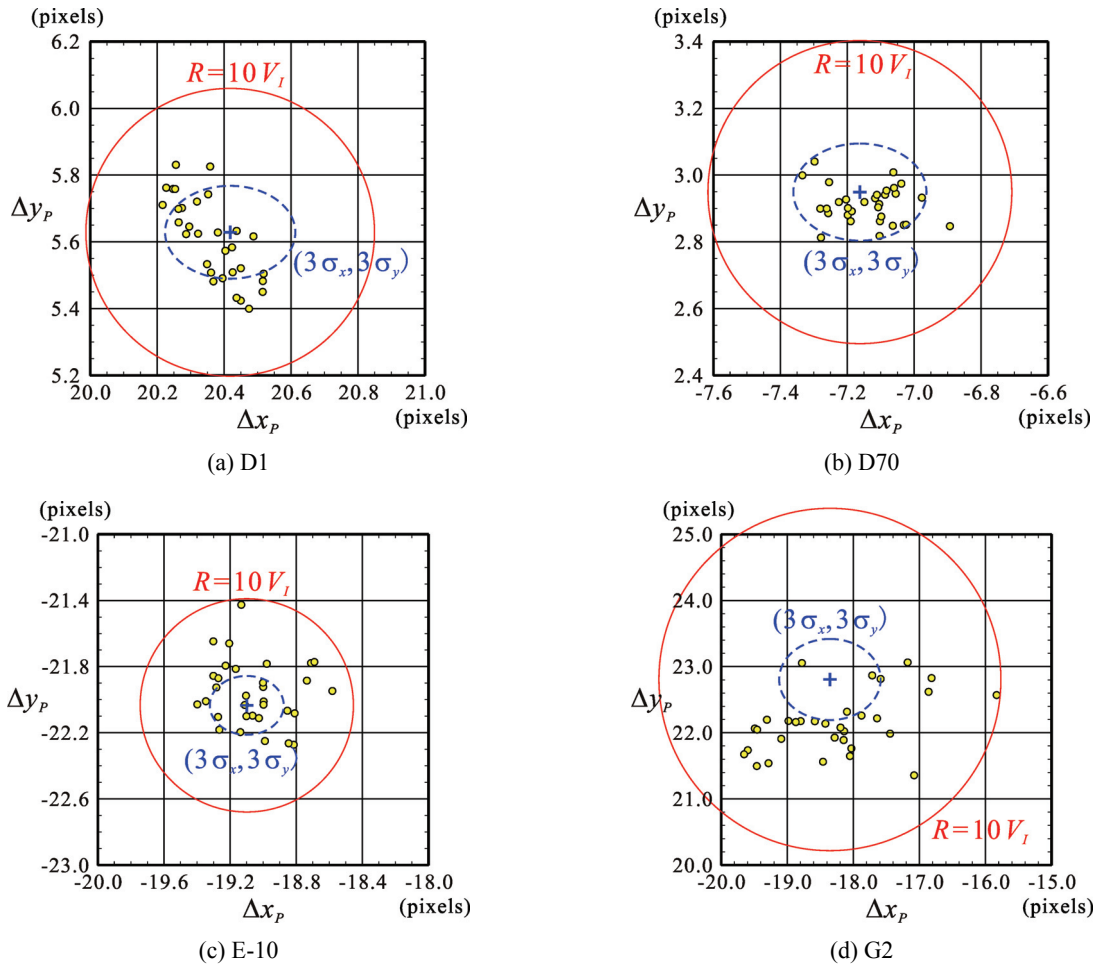 (pixels)
6.2
6.0
5.8
5.6
5.4
5.2
Δy_P
R=10 V_I
(3σ_x, 3σ_y)
20.0 20.2 20.4 20.6 20.8 21.0
Δx_P
(pixels)
(a) D1
(pixels)
3.4
3.2
3.0
2.8
2.6
2.4
Δy_P
R=10 V_I
(3σ_x, 3σ_y)
-7.6 -7.4 -7.2 -7.0 -6.8 -6.6
Δx_P
(pixels)
(b) D70
(pixels)
-21.0
-21.4
-21.8
-22.2
-22.6
-23.0
Δy_P
R=10 V_I
(3σ_x, 3σ_y)
-20.0 -19.6 -19.2 -18.8 -18.4 -18.0
Δx_P
(pixels)
(c) E-10
(pixels)
25.0
24.0
23.0
22.0
21.0
20.0
Δy_P
(3σ_x, 3σ_y)
R=10 V_I
-20.0 -19.0 -18.0 -17.0 -16.0 -15.0
Δx_P
(pixels)
(d) G2